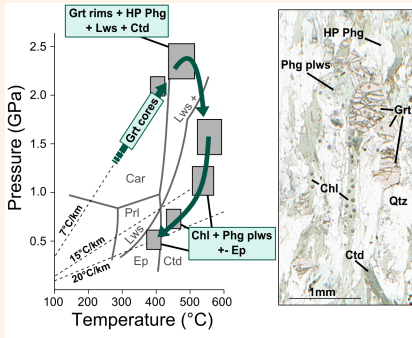 Grt rims + HP Phg
+ Lws + Ctd
2.5
2.0
1.5
1.0
0.5
Pressure (GPa)
Grt cores
Lws +
Car
Prl
Lws
Ep
Ctd
7°C/km
15°C/km
20°C/km
Chl + Phg plws
+- Ep
100
200
300
400
500
600
Temperature (°C)
HP Phg
Phg plws
Grt
Chl
Qtz
Ctd
1mm